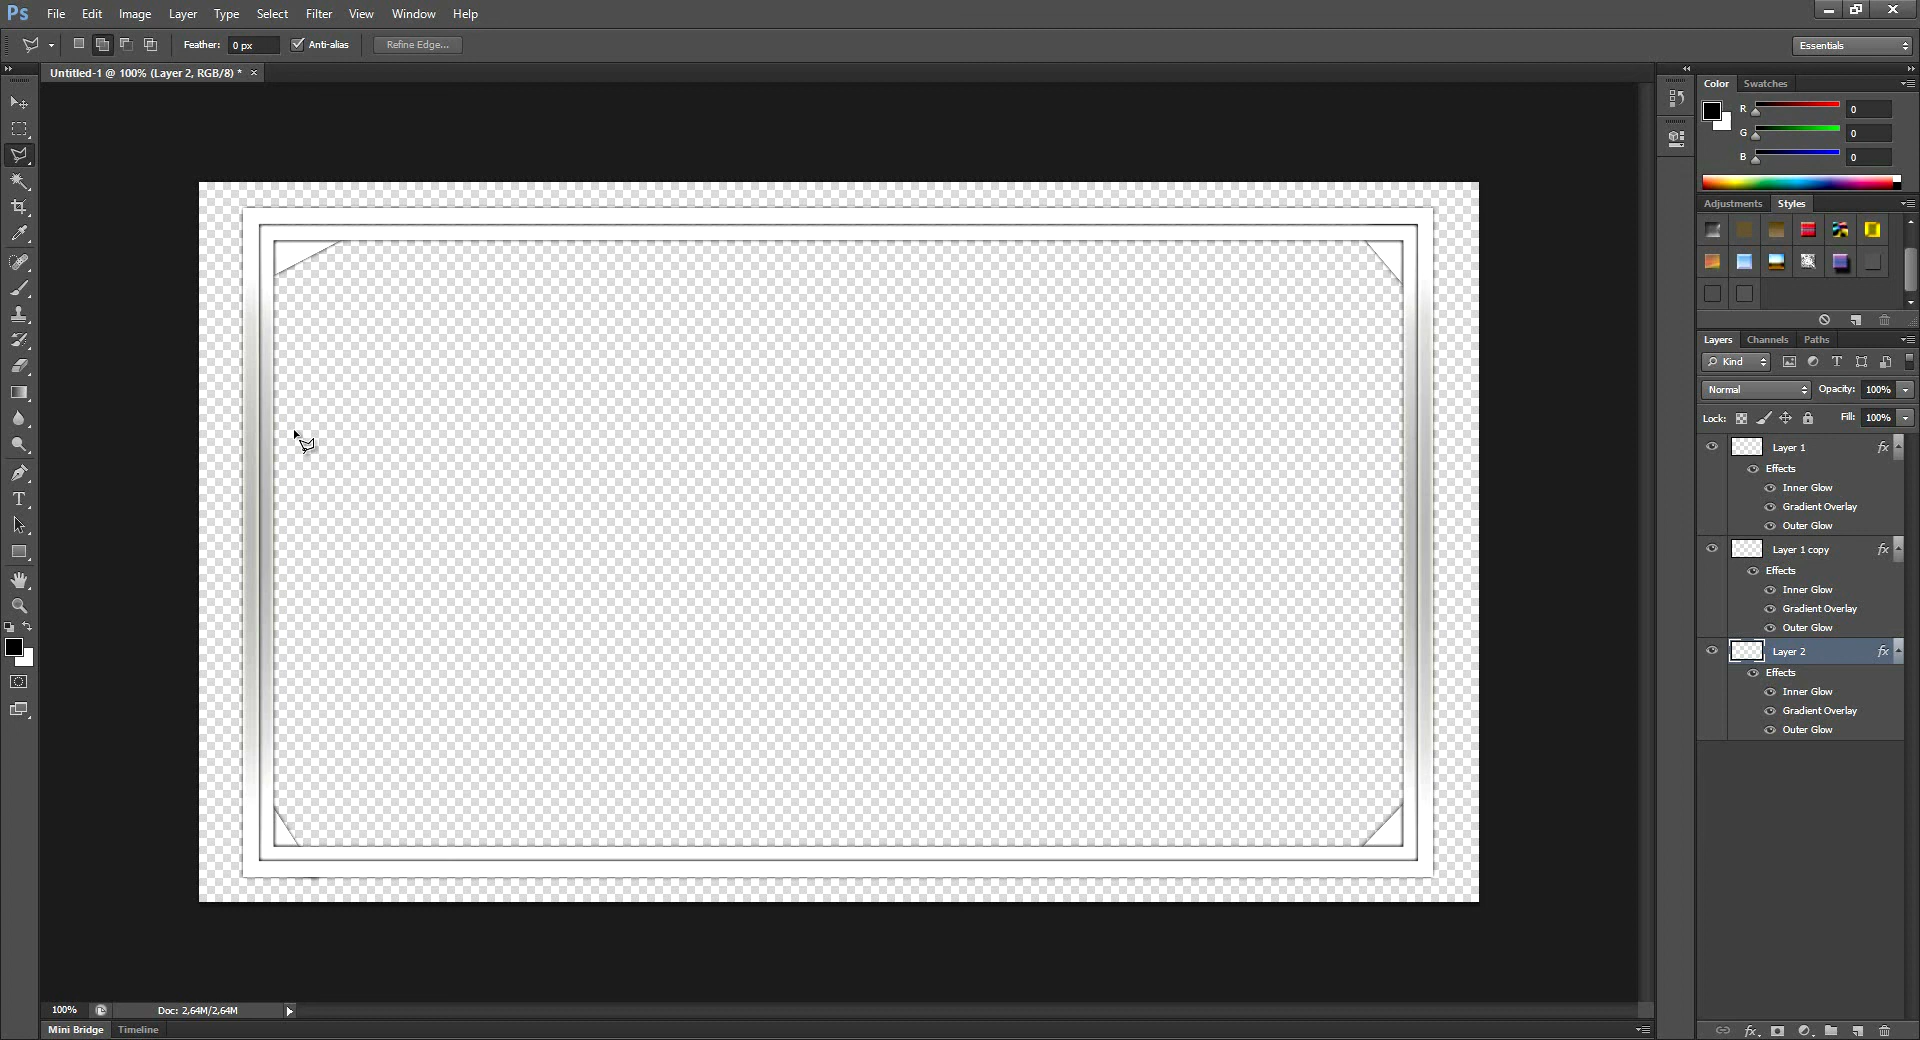 Ps File Edit Image Layer Type Select Filter View Window Help
Feather: 0 px Anti-alias Refine Edge... Essentials
Untitled-1 @ 100% (Layer 2, RGB/8) * ×
Color Swatches
R 0
G 0
B 0
Adjustments Styles
Layers Channels Paths
Kind
Normal Opacity: 100%
Lock: Fill: 100%
Layer 1 fx
Effects
Inner Glow
Gradient Overlay
Outer Glow
Layer 1 copy fx
Effects
Inner Glow
Gradient Overlay
Outer Glow
Layer 2 fx
Effects
Inner Glow
Gradient Overlay
Outer Glow
100% Doc: 2,64M/2,64M
Mini Bridge Timeline
fx